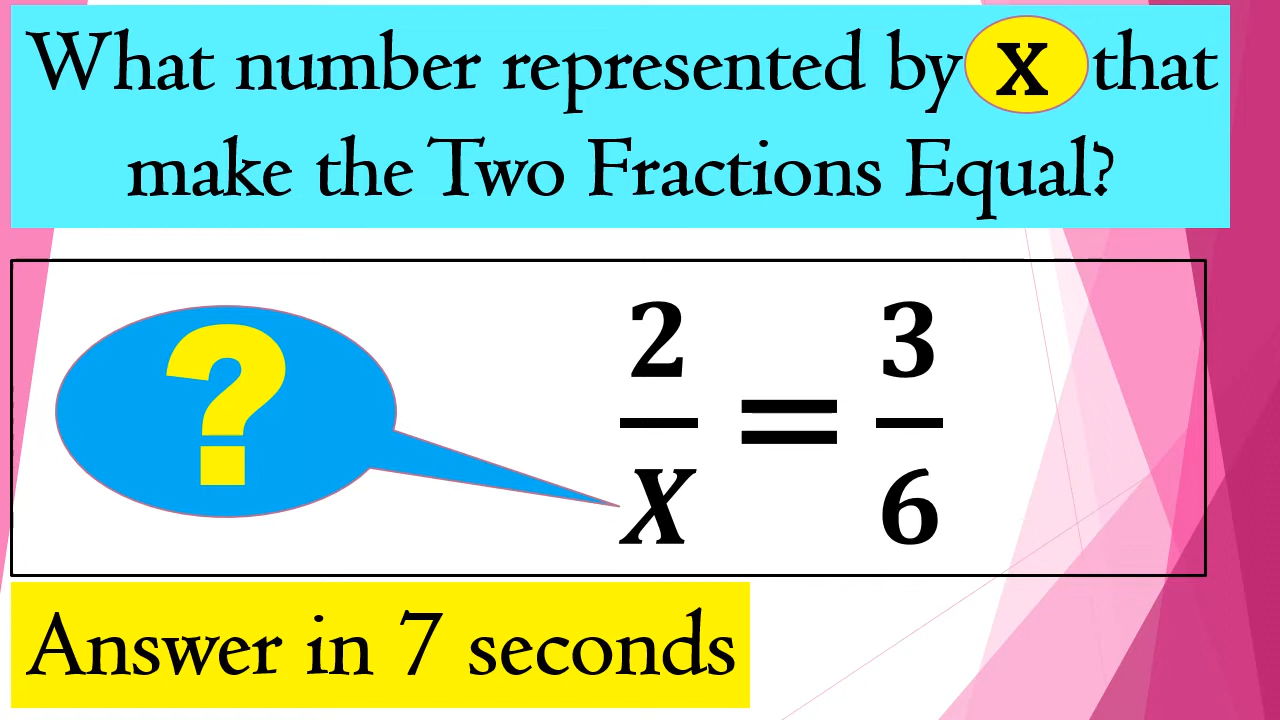 What number represented by x that
make the Two Fractions Equal?
?
2/X = 3/6
Answer in 7 seconds